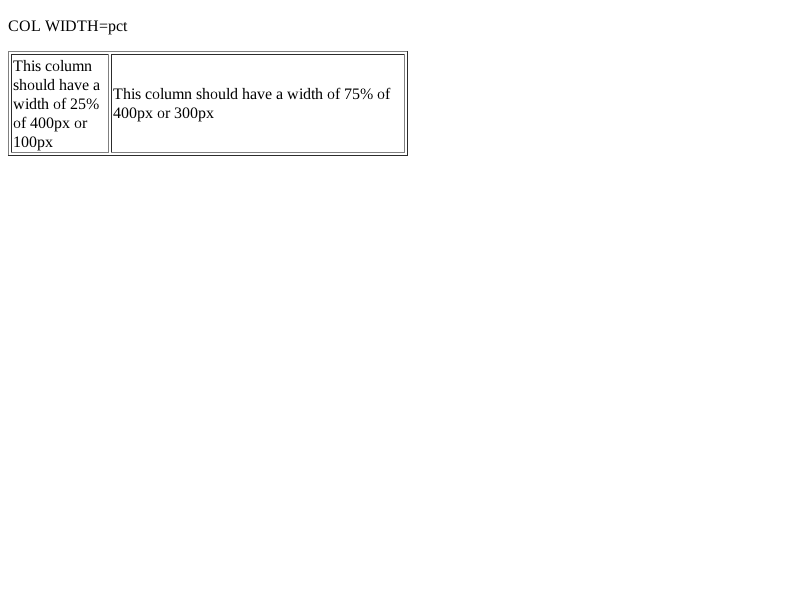 COL WIDTH=pct
This column
should have a
width of 25%
of 400px or
100px
This column should have a width of 75% of
400px or 300px